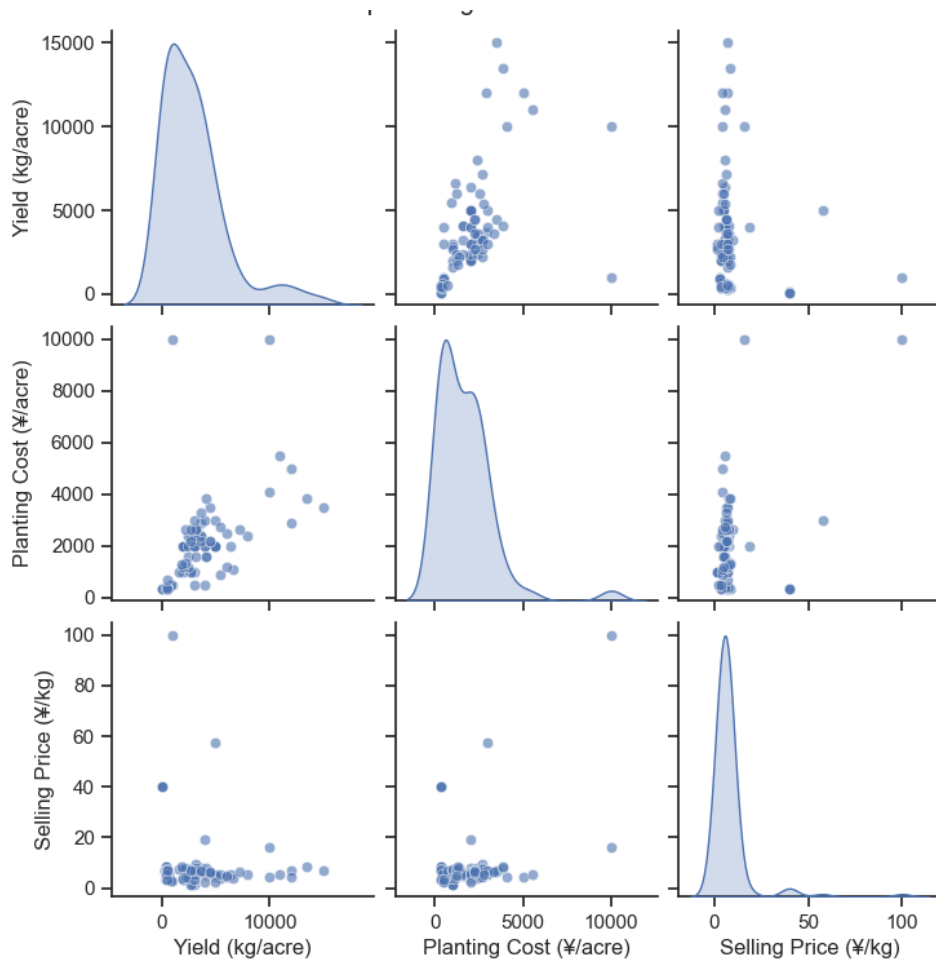 15000
10000
5000
0
Yield (kg/acre)
10000
8000
6000
4000
2000
0
Planting Cost (¥/acre)
100
80
60
40
20
0
Selling Price (¥/kg)
0 10000
Yield (kg/acre)
0 5000 10000
Planting Cost (¥/acre)
0 50 100
Selling Price (¥/kg)